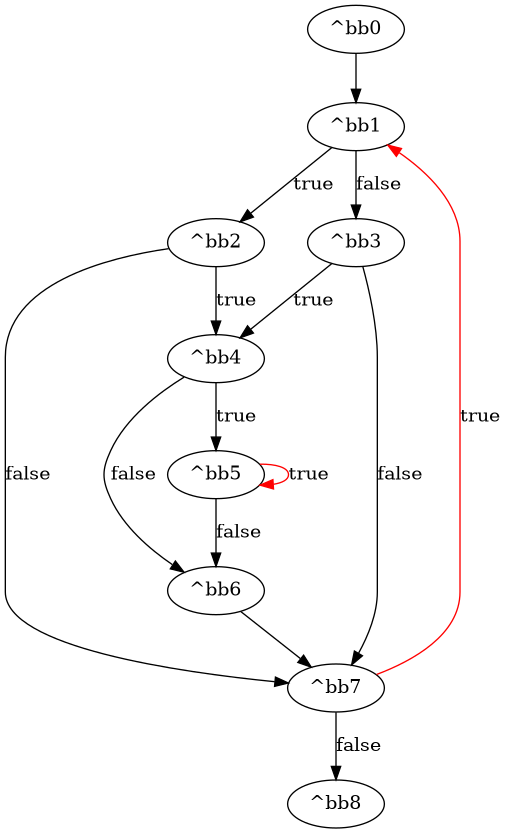 ^bb0
^bb1
true
false
^bb2
^bb3
true
true
^bb4
true
false
true
false
^bb5
true
false
true
false
^bb6
^bb7
false
^bb8